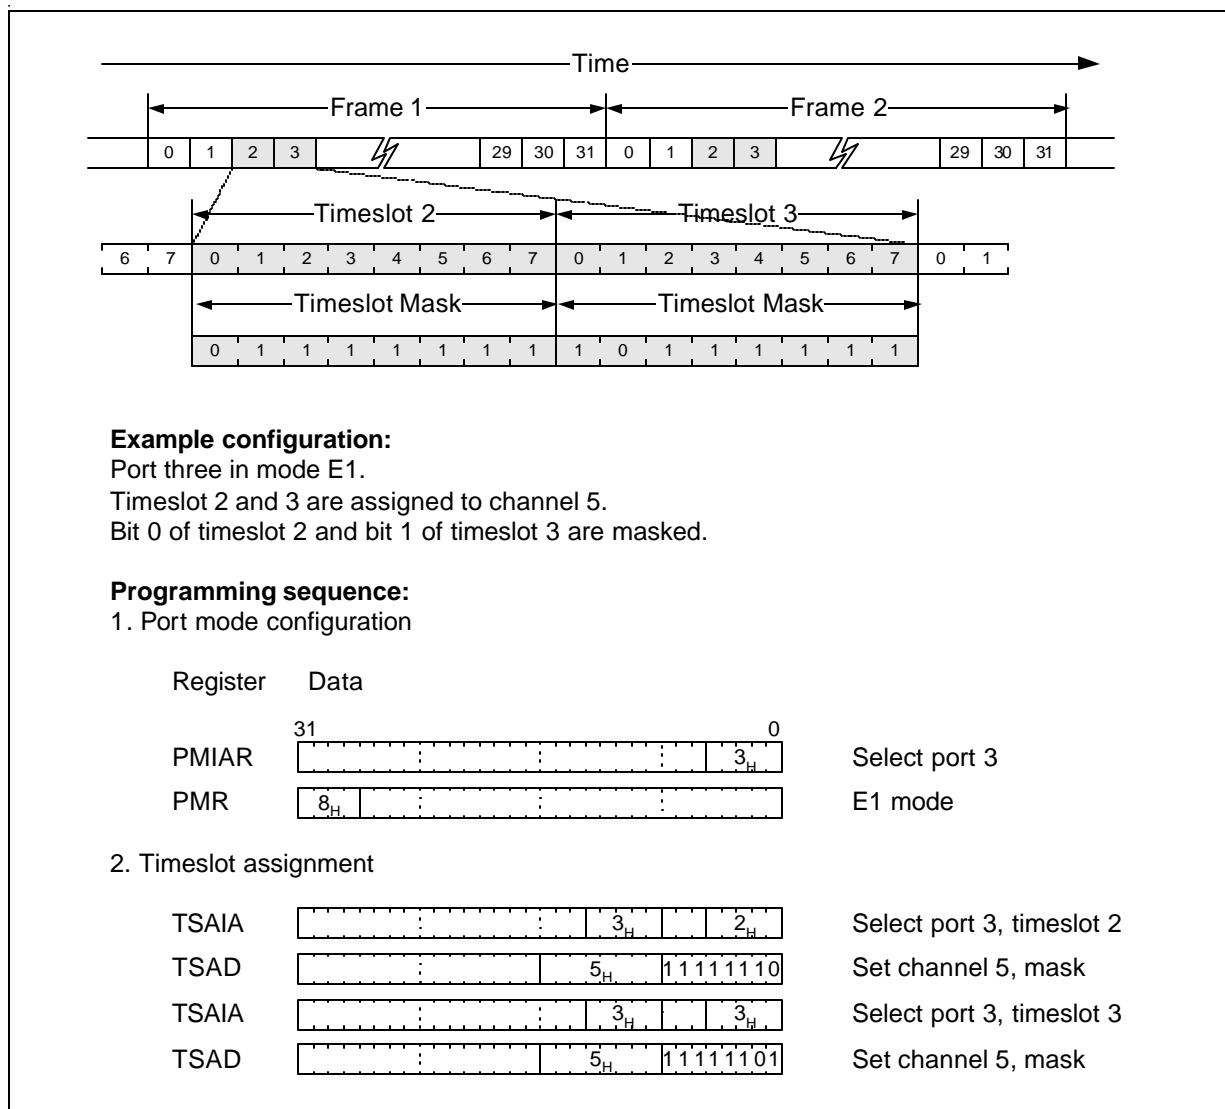 Time
Frame 1 Frame 2
0 1 2 3 29 30 31 0 1 2 3 29 30 31
Timeslot 2 Timeslot 3
6 7 0 1 2 3 4 5 6 7 0 1 2 3 4 5 6 7 0 1
Timeslot Mask Timeslot Mask
0 1 1 1 1 1 1 1 1 0 1 1 1 1 1 1
Example configuration:
Port three in mode E1.
Timeslot 2 and 3 are assigned to channel 5.
Bit 0 of timeslot 2 and bit 1 of timeslot 3 are masked.
Programming sequence:
1. Port mode configuration
Register Data
31 0
PMIAR 3H Select port 3
PMR 8H E1 mode
2. Timeslot assignment
TSAIA 3H 2H Select port 3, timeslot 2
TSAD 5H 11111110 Set channel 5, mask
TSAIA 3H 3H Select port 3, timeslot 3
TSAD 5H 11111101 Set channel 5, mask